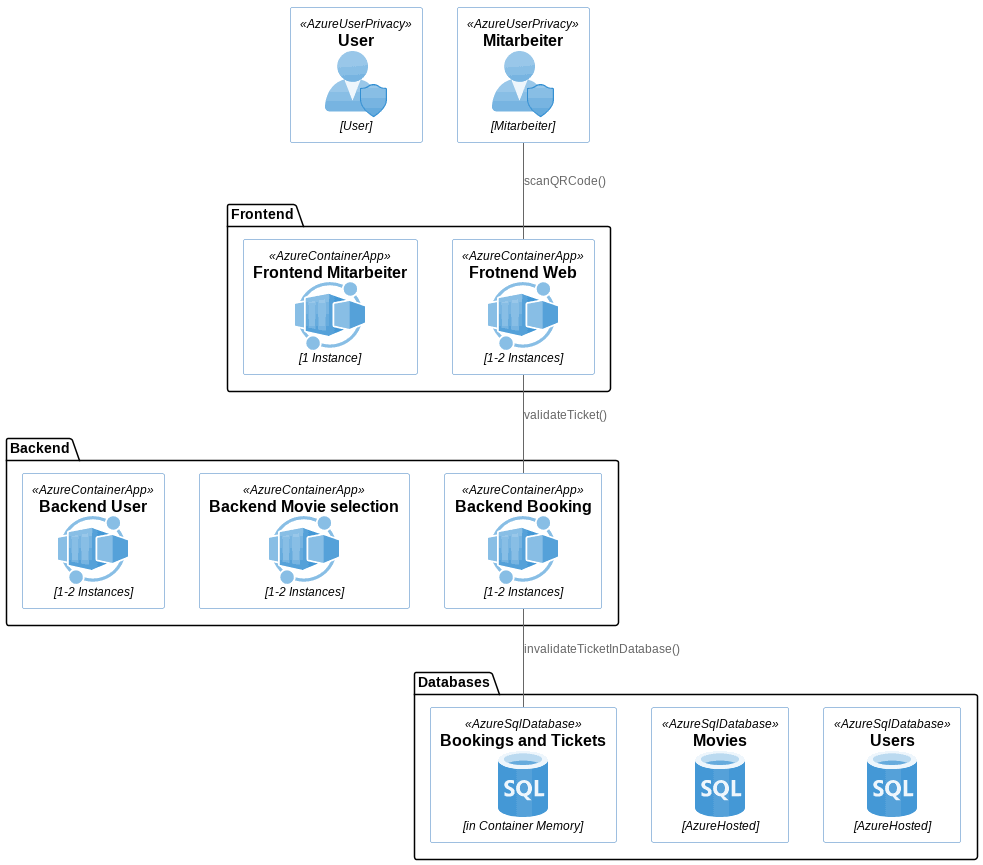 «AzureUserPrivacy»
User
[User]
«AzureUserPrivacy»
Mitarbeiter
[Mitarbeiter]
scanQRCode()
Frontend
«AzureContainerApp»
Frontend Mitarbeiter
[1 Instance]
«AzureContainerApp»
Frotnend Web
[1-2 Instances]
validateTicket()
Backend
«AzureContainerApp»
Backend User
[1-2 Instances]
«AzureContainerApp»
Backend Movie selection
[1-2 Instances]
«AzureContainerApp»
Backend Booking
[1-2 Instances]
invalidateTicketInDatabase()
Databases
«AzureSqlDatabase»
Bookings and Tickets
SQL
[in Container Memory]
«AzureSqlDatabase»
Movies
SQL
[AzureHosted]
«AzureSqlDatabase»
Users
SQL
[AzureHosted]